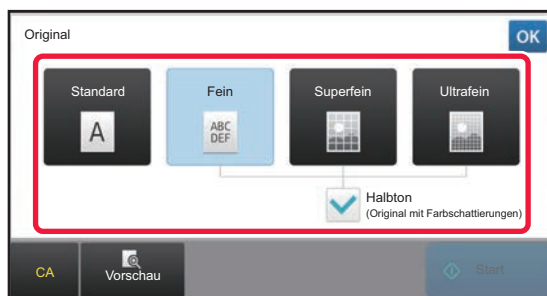 Original
OK
Standard
Fein
Superfein
Ultrafein
A
ABC
DEF
Halbton
(Original mit Farbschattierungen)
CA
Vorschau
Start